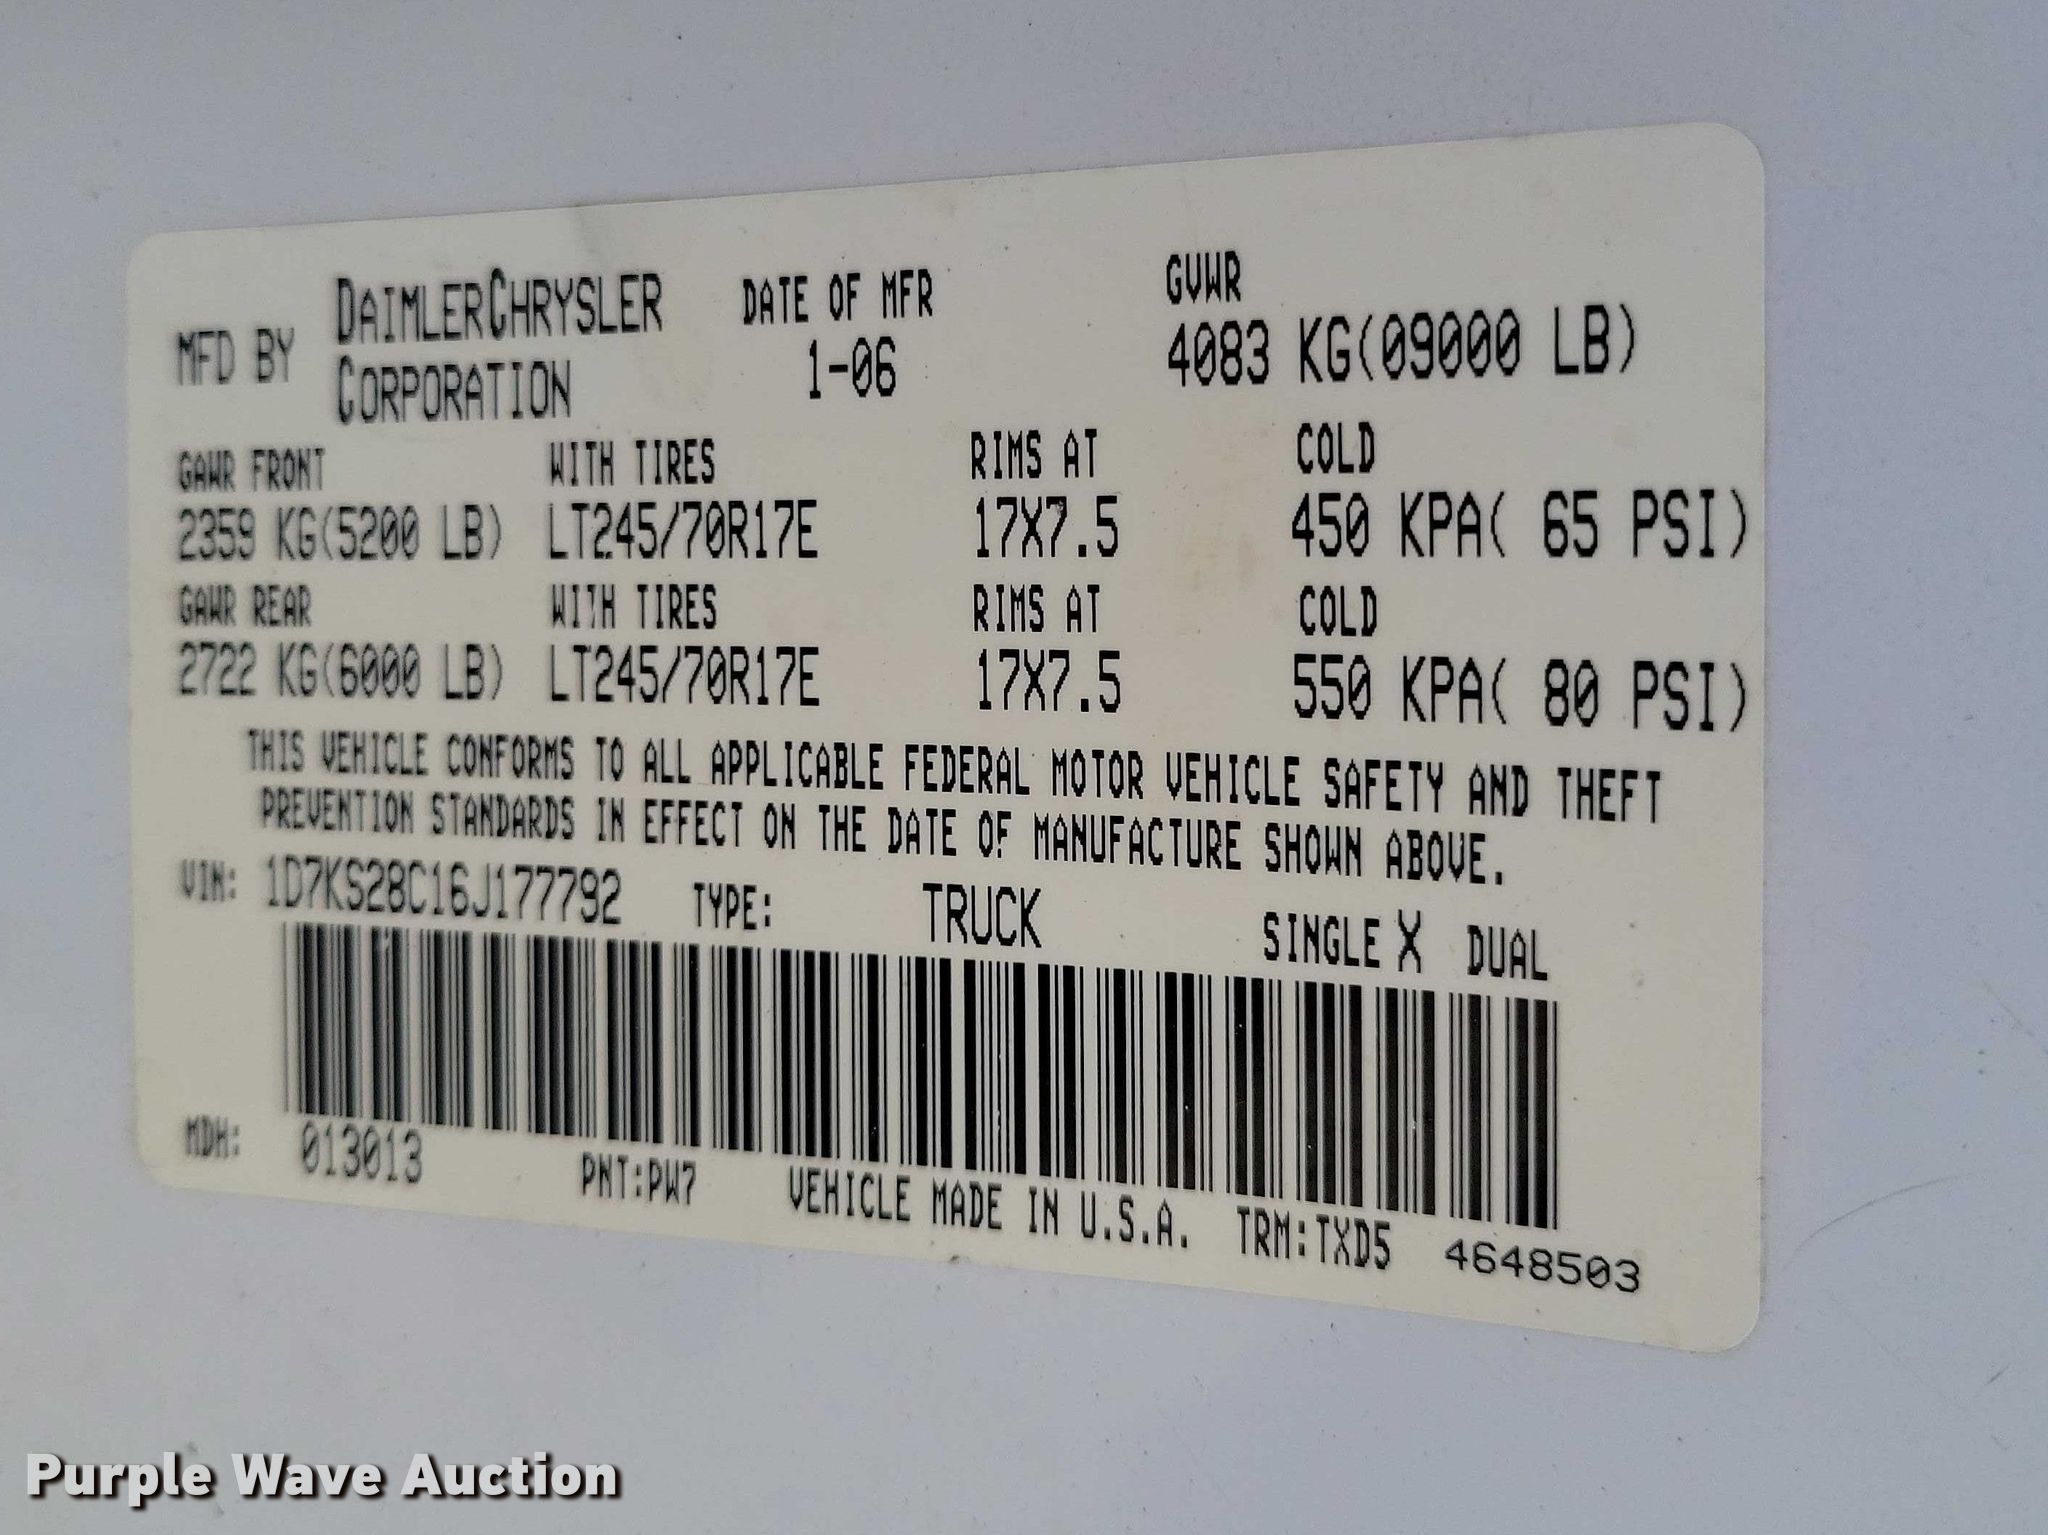 MFD BY DAIMLERCHRYSLER CORPORATION DATE OF MFR 1-06 GVWR 4083 KG(09000 LB)
GAWR FRONT WITH TIRES RIMS AT COLD
2359 KG(5200 LB) LT245/70R17E 17X7.5 450 KPA( 65 PSI)
GAWR REAR WITH TIRES RIMS AT COLD
2722 KG(6000 LB) LT245/70R17E 17X7.5 550 KPA( 80 PSI)
THIS VEHICLE CONFORMS TO ALL APPLICABLE FEDERAL MOTOR VEHICLE SAFETY AND THEFT
PREVENTION STANDARDS IN EFFECT ON THE DATE OF MANUFACTURE SHOWN ABOVE.
VIN: 1D7KS28C16J177792 TYPE: TRUCK SINGLE X DUAL
MDH: 013013 PNT:PW7 VEHICLE MADE IN U.S.A. TRM:TXD5 4648503
Purple Wave Auction